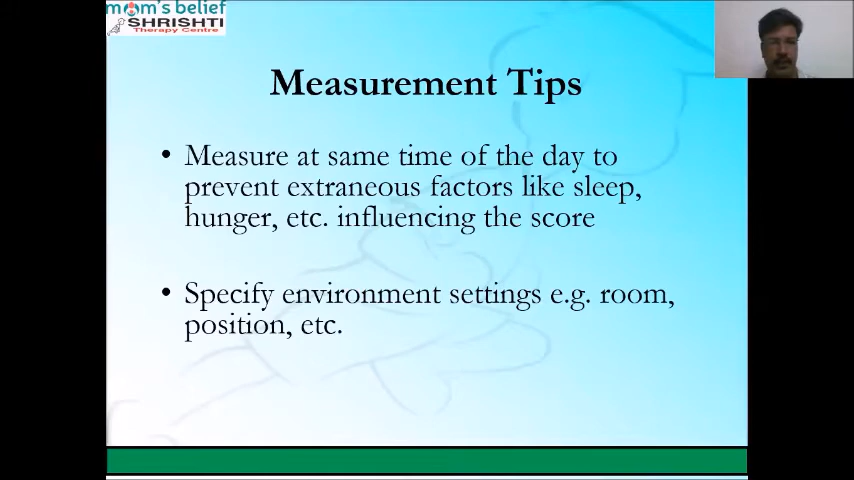 mom's belief
SHRISHTI
Therapy Centre
Measurement Tips
• Measure at same time of the day to
prevent extraneous factors like sleep,
hunger, etc. influencing the score
• Specify environment settings e.g. room,
position, etc.